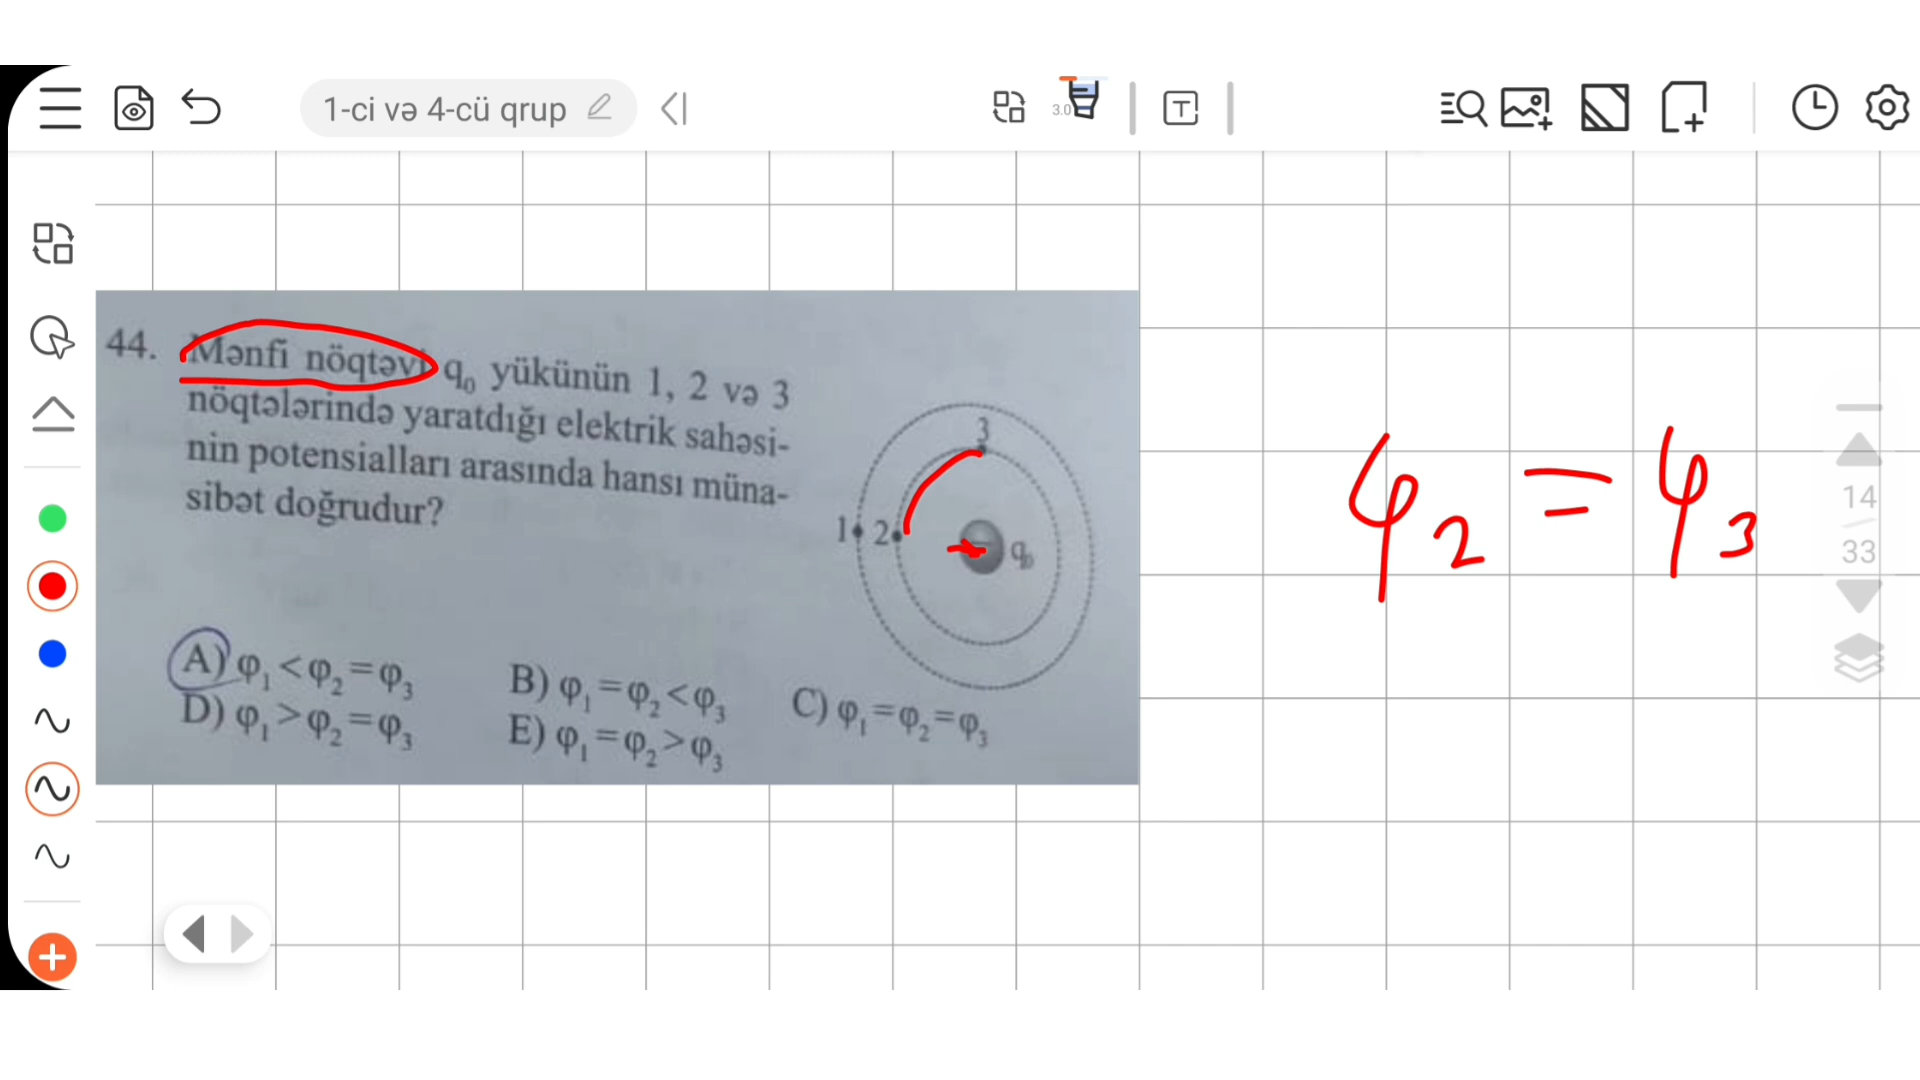 1-ci və 4-cü qrup
3.0
T
44. Mənfi nöqtəvi q₀ yükünün 1, 2 və 3
nöqtələrində yaratdığı elektrik sahəsi-
nin potensialları arasında hansı müna-
sibət doğrudur?
3
1 2
q₀
A) φ₁<φ₂=φ₃ B) φ₁=φ₂<φ₃ C) φ₁=φ₂=φ₃
D) φ₁>φ₂=φ₃ E) φ₁=φ₂>φ₃
φ₂ = φ₃
14
33